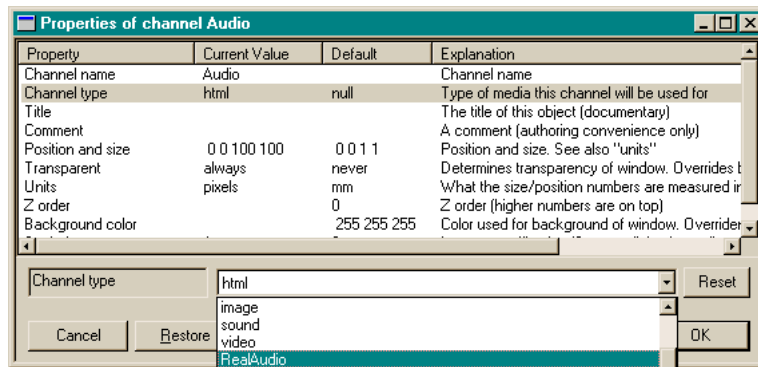 Properties of channel Audio
Property Current Value Default Explanation
Channel name Audio Channel name
Channel type html null Type of media this channel will be used for
Title The title of this object (documentary)
Comment A comment (authoring convenience only)
Position and size 0 0 100 100 0 0 1 1 Position and size. See also "units"
Transparent always never Determines transparency of window. Overrides
Units pixels mm What the size/position numbers are measured
Z order 0 Z order (higher numbers are on top)
Background color 255 255 255 Color used for background of window.
Channel type html Reset
image
sound
Cancel Restore video OK
RealAudio